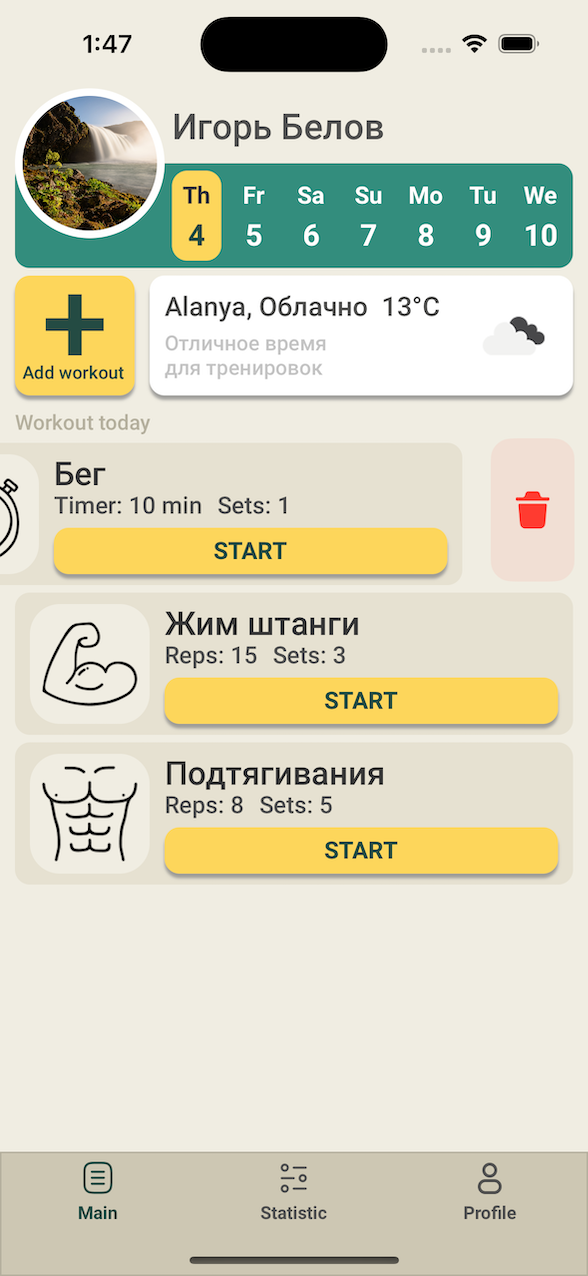 1:47
Игорь Белов
Th Fr Sa Su Mo Tu We
4 5 6 7 8 9 10
Add workout
Alanya, Облачно 13°C
Отличное время
для тренировок
Workout today
Бег
Timer: 10 min Sets: 1
START
Жим штанги
Reps: 15 Sets: 3
START
Подтягивания
Reps: 8 Sets: 5
START
Main Statistic Profile